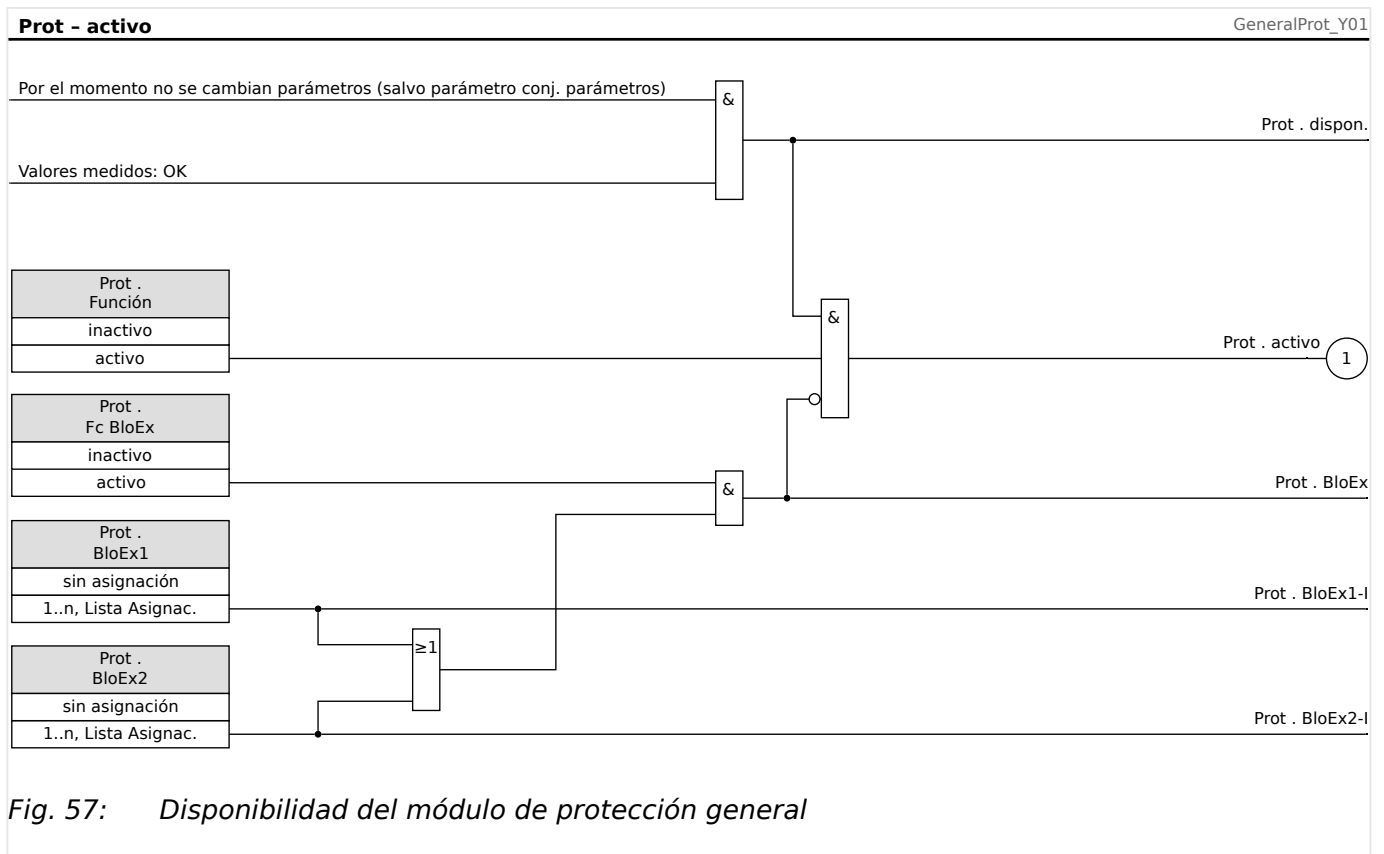 Prot – activo
GeneralProt_Y01
Por el momento no se cambian parámetros (salvo parámetro conj. parámetros)
&
Prot . dispon.
Valores medidos: OK
Prot .
Función
inactivo
activo
&
Prot . activo
1
Prot .
Fc BloEx
inactivo
activo
&
Prot . BloEx
Prot .
BloEx1
sin asignación
1..n, Lista Asignac.
Prot . BloEx1-I
≥1
Prot .
BloEx2
sin asignación
1..n, Lista Asignac.
Prot . BloEx2-I
Fig. 57: Disponibilidad del módulo de protección general